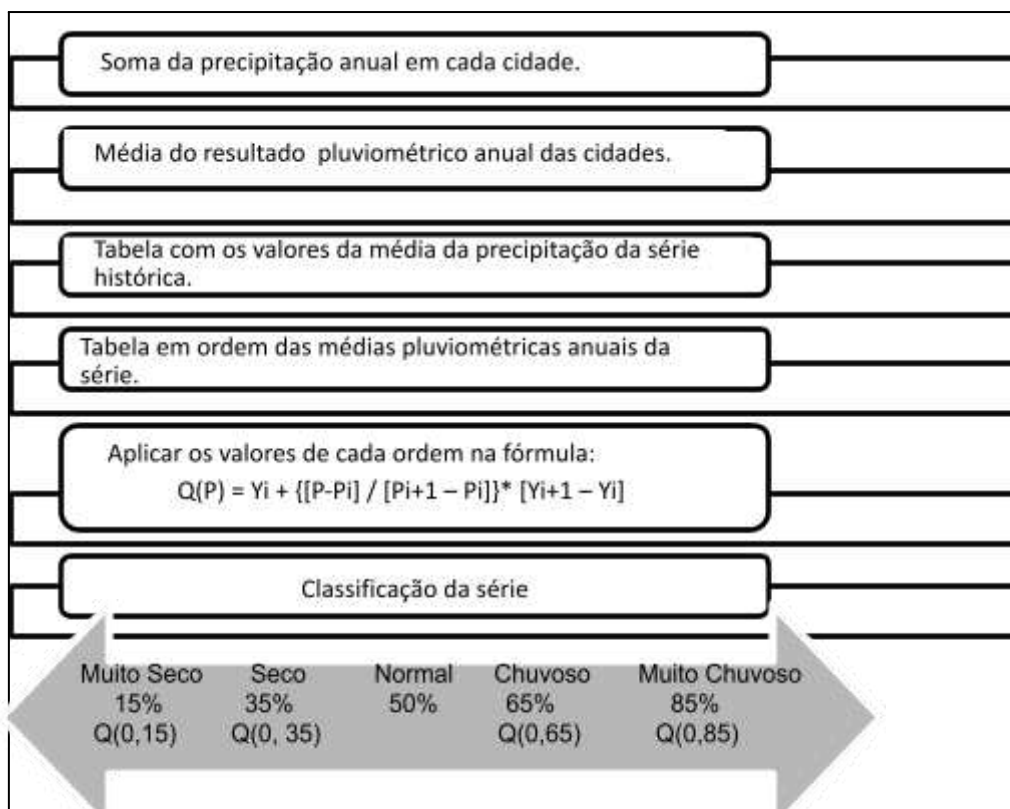 Soma da precipitação anual em cada cidade.
Média do resultado pluviométrico anual das cidades.
Tabela com os valores da média da precipitação da série
histórica.
Tabela em ordem das médias pluviométricas anuais da
série.
Aplicar os valores de cada ordem na fórmula:
Q(P) = Yi + {[P-Pi] / [Pi+1 – Pi]}* [Yi+1 – Yi]
Classificação da série
Muito Seco Seco Normal Chuvoso Muito Chuvoso
15% 35% 50% 65% 85%
Q(0,15) Q(0, 35) Q(0,65) Q(0,85)